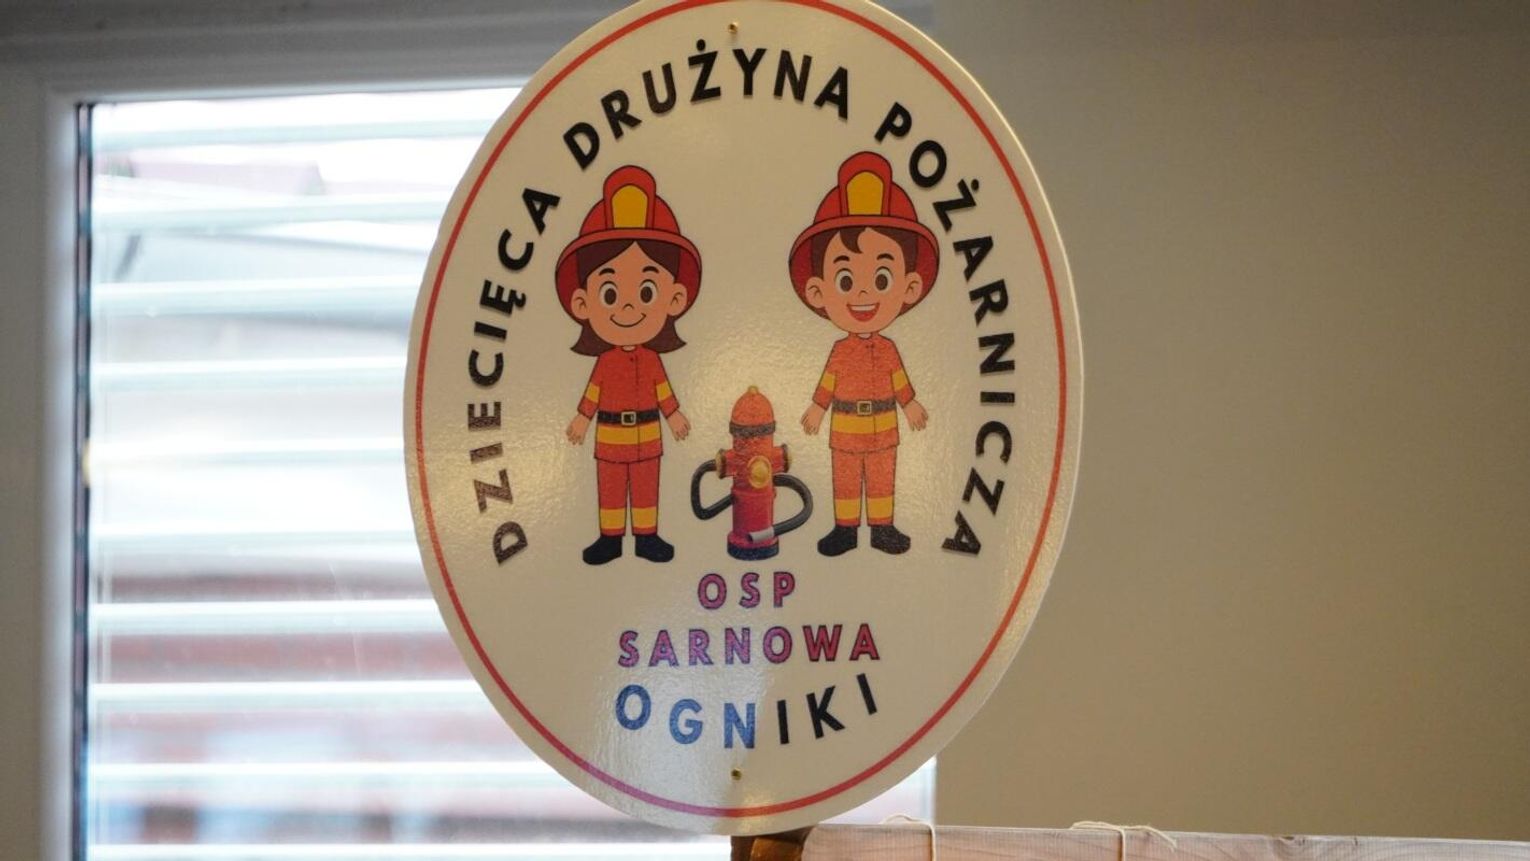 DZIECIĘCA DRUŻYNA POŻARNICZA
OSP
SARNOWA
OGNIKI